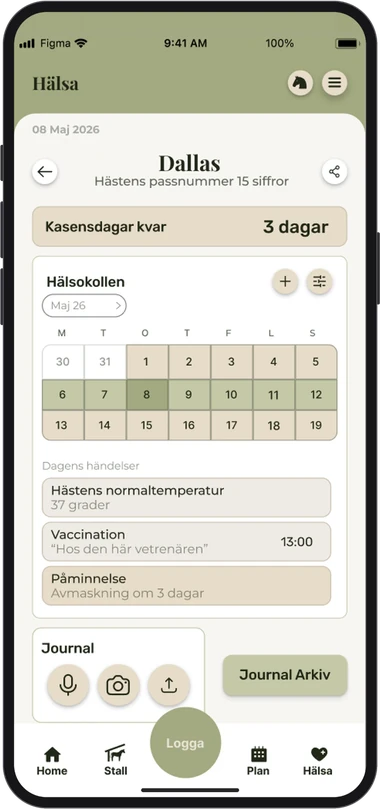 Figma 9:41 AM 100%
Hälsa
08 Maj 2026
Dallas
Hästens passnummer 15 siffror
Kasensdagar kvar 3 dagar
Hälsokollen
Maj 26
M T O T F L S
30 31 1 2 3 4 5
6 7 8 9 10 11 12
13 14 15 16 17 18 19
Dagens händelser
Hästens normaltemperatur
37 grader
Vaccination 13:00
“Hos den här vetrenären”
Påminnelse
Avmaskning om 3 dagar
Journal
Journal Arkiv
Logga
Home Stall Plan Hälsa